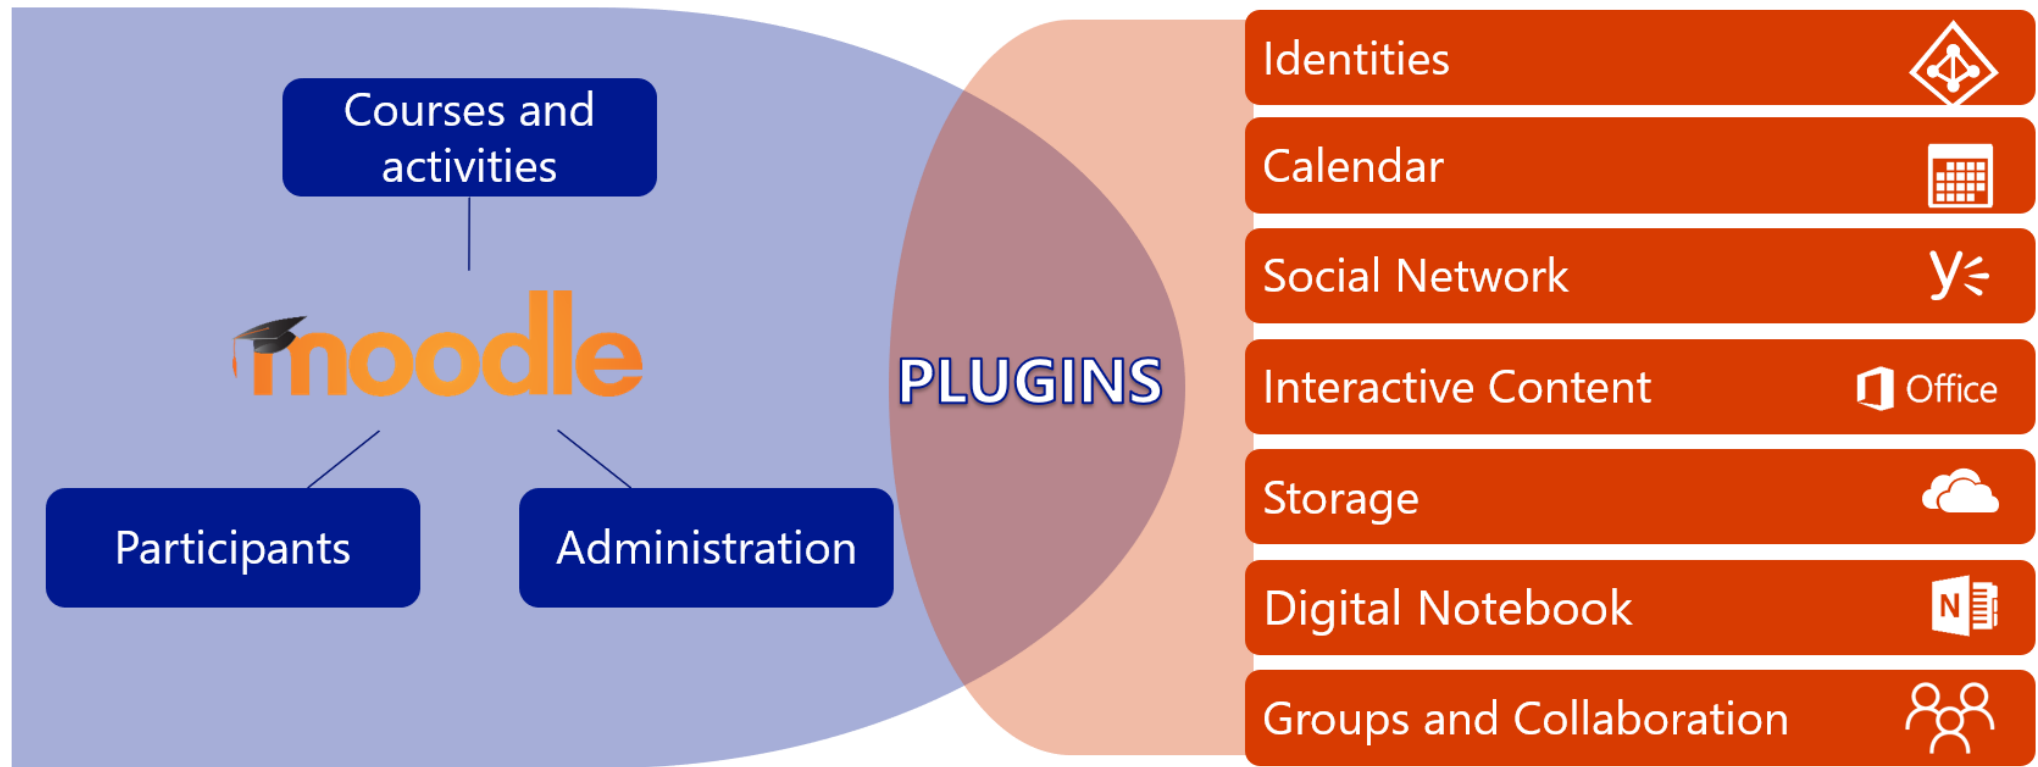 Courses and
activities
moodle
Participants
Administration
PLUGINS
Identities
Calendar
Social Network
Interactive Content
Office
Storage
Digital Notebook
N
Groups and Collaboration